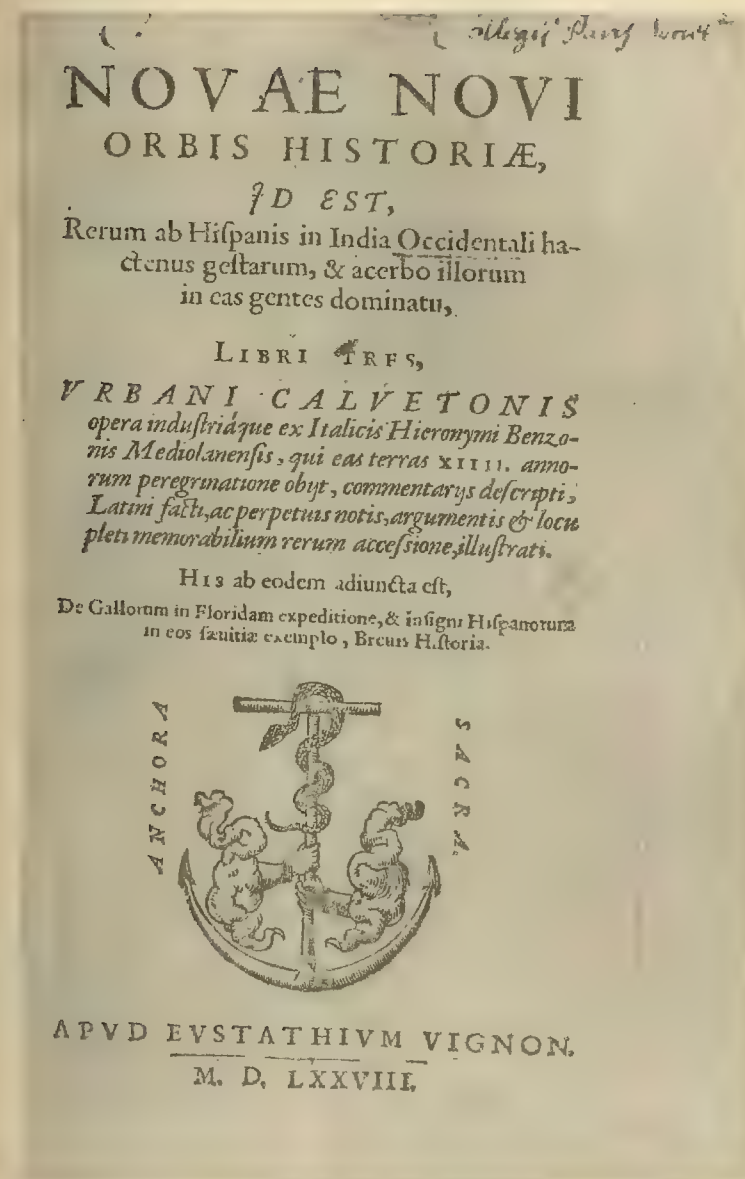 Collegij Paris
NOVAE NOVI
ORBIS HISTORIÆ,
ID EST,
Rerum ab Hiſpanis in India Occidentali ha-
ctenus geſtarum, & acerbo illorum
in eas gentes dominatu,
LIBRI TRES,
VRBANI CALVETONIS
opera induſtriáque ex Italicis Hieronymi Benzo-
nis Mediolanenſis, qui eas terras XIIII. anno-
rum peregrinatione obijt, commentarijs deſcripti,
Latini facti, ac perpetuis notis, argumentis & locu
pleti memorabilium rerum acceſſione, illuſtrati.
HIS ab eodem adiuncta eſt,
De Gallorum in Floridam expeditione, & inſigni Hiſpanorum
in eos ſæuitiæ exemplo, Breuis Hiſtoria.
ANCHORA
SACRA.
APVD EVSTATHIVM VIGNON.
M. D. LXXVIII.